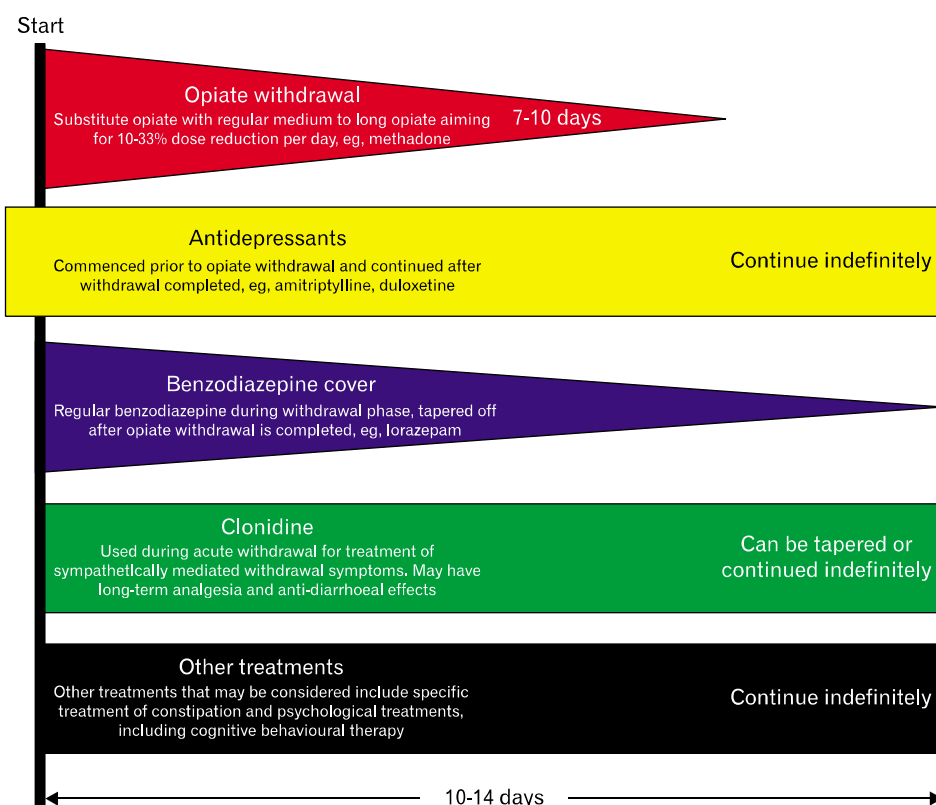 Start
Opiate withdrawal
Substitute opiate with regular medium to long opiate aiming
for 10-33% dose reduction per day, eg, methadone
7-10 days
Antidepressants
Commenced prior to opiate withdrawal and continued after
withdrawal completed, eg, amitriptylline, duloxetine
Continue indefinitely
Benzodiazepine cover
Regular benzodiazepine during withdrawal phase, tapered off
after opiate withdrawal is completed, eg, lorazepam
Clonidine
Used during acute withdrawal for treatment of
sympathetically mediated withdrawal symptoms. May have
long-term analgesia and anti-diarrhoeal effects
Can be tapered or
continued indefinitely
Other treatments
Other treatments that may be considered include specific
treatment of constipation and psychological treatments,
including cognitive behavioural therapy
Continue indefinitely
10-14 days